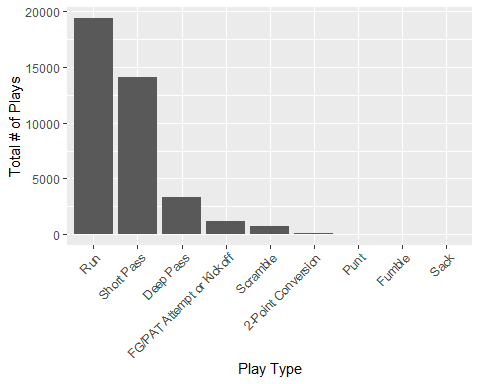 Total # of Plays
20000
15000
10000
5000
0
Run
Short Pass
Deep Pass
FG/PAT Attempt or Kickoff
Scramble
2-Point Conversion
Punt
Fumble
Sack
Play Type